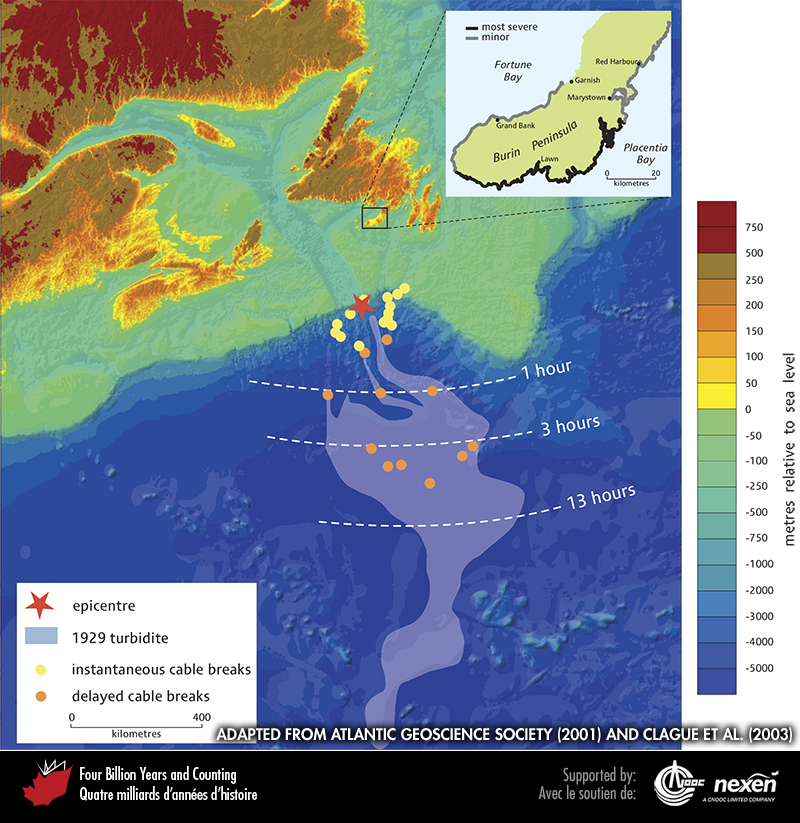 most severe
minor
Fortune
Bay
Red Harbour
Garnish
Marystown
Grand Bank
Burin Peninsula
Placentia
Bay
Lawn
0 20
kilometres
750
500
250
200
150
100
50
0
-50
-100
-250
-500
-750
-1000
-2000
-3000
-4000
-5000
metres relative to sea level
1 hour
3 hours
13 hours
epicentre
1929 turbidite
instantaneous cable breaks
delayed cable breaks
0 400
kilometres
ADAPTED FROM ATLANTIC GEOSCIENCE SOCIETY (2001) AND CLAGUE ET AL. (2003)
Four Billion Years and Counting
Quatre milliards d'années d'histoire
Supported by:
Avec le soutien de:
CNOOC
nexen
A CNOOC LIMITED COMPANY